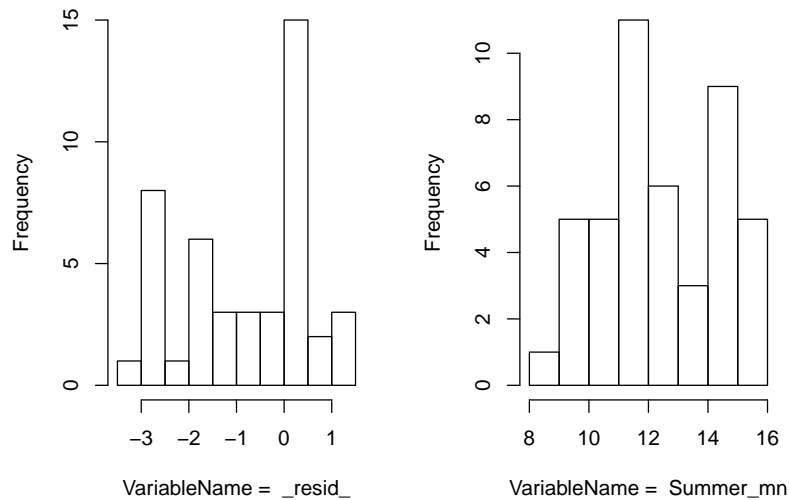 Frequency
15
10
5
0
−3 −2 −1 0 1
VariableName = _resid_
Frequency
10
8
6
4
2
0
8 10 12 14 16
VariableName = Summer_mn